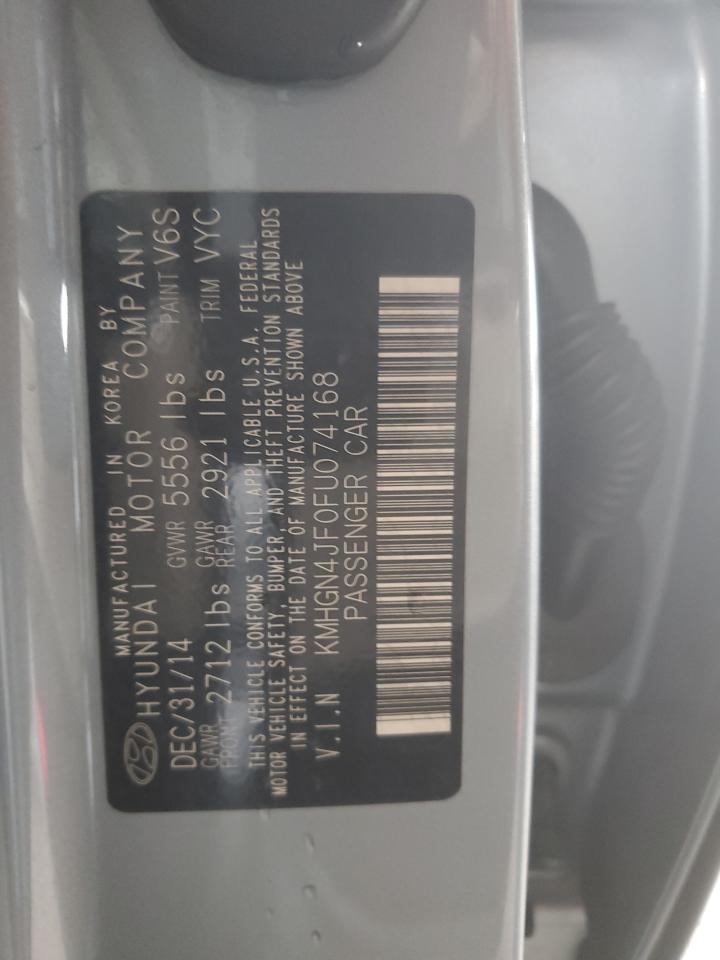 MANUFACTURED IN KOREA BY
HYUNDAI MOTOR COMPANY
DEC/31/14 GVWR 5556 lbs PAINT V6S
GAWR FRONT 2712 lbs GAWR REAR 2921 lbs TRIM VYC
THIS VEHICLE CONFORMS TO ALL APPLICABLE U.S.A. FEDERAL
MOTOR VEHICLE SAFETY, BUMPER, AND THEFT PREVENTION STANDARDS
IN EFFECT ON THE DATE OF MANUFACTURE SHOWN ABOVE
V.I.N KMHGN4JF0FU074168
PASSENGER CAR